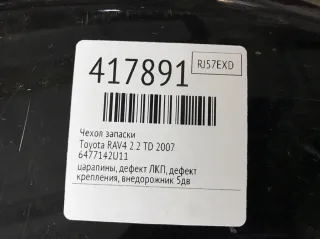 417891
RJ57EXD
Чехол запаски
Toyota RAV4 2.2 TD 2007
6477142U11
царапины, дефект ЛКП, дефект
крепления, внедорожник 5дв